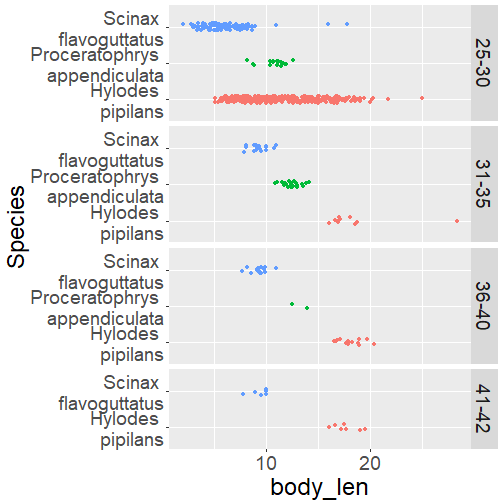 Species
Scinax
flavoguttatus
Proceratophrys
appendiculata
Hylodes
pipilans
25-30
Scinax
flavoguttatus
Proceratophrys
appendiculata
Hylodes
pipilans
31-35
Scinax
flavoguttatus
Proceratophrys
appendiculata
Hylodes
pipilans
36-40
Scinax
flavoguttatus
Hylodes
pipilans
41-42
10 20
body_len